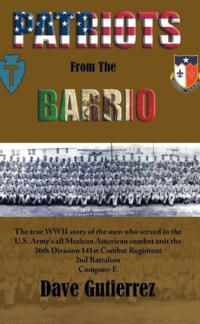 PATRIOTS
From The
BARRIO
The true WWII story of the men who served in the
U.S. Army's all Mexican American combat unit the
36th Division 141st Combat Regiment
2nd Battalion
Company E
Dave Gutierrez